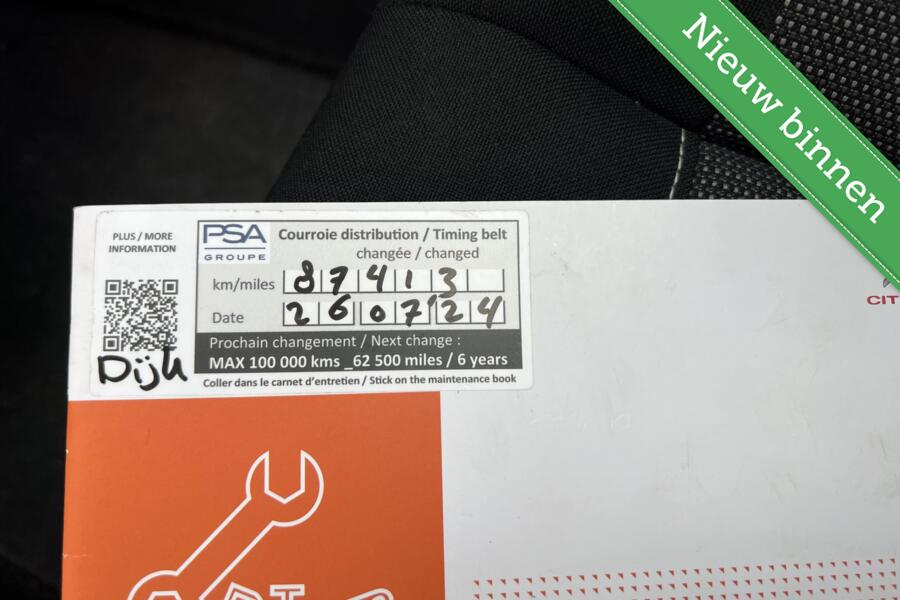 Nieuw binnen
PLUS / MORE
INFORMATION
PSA
GROUPE
Courroie distribution / Timing belt
changée / changed
km/miles 87413
Date 260724
Prochain changement / Next change :
MAX 100 000 kms _62 500 miles / 6 years
Coller dans le carnet d'entretien / Stick on the maintenance book
CIT